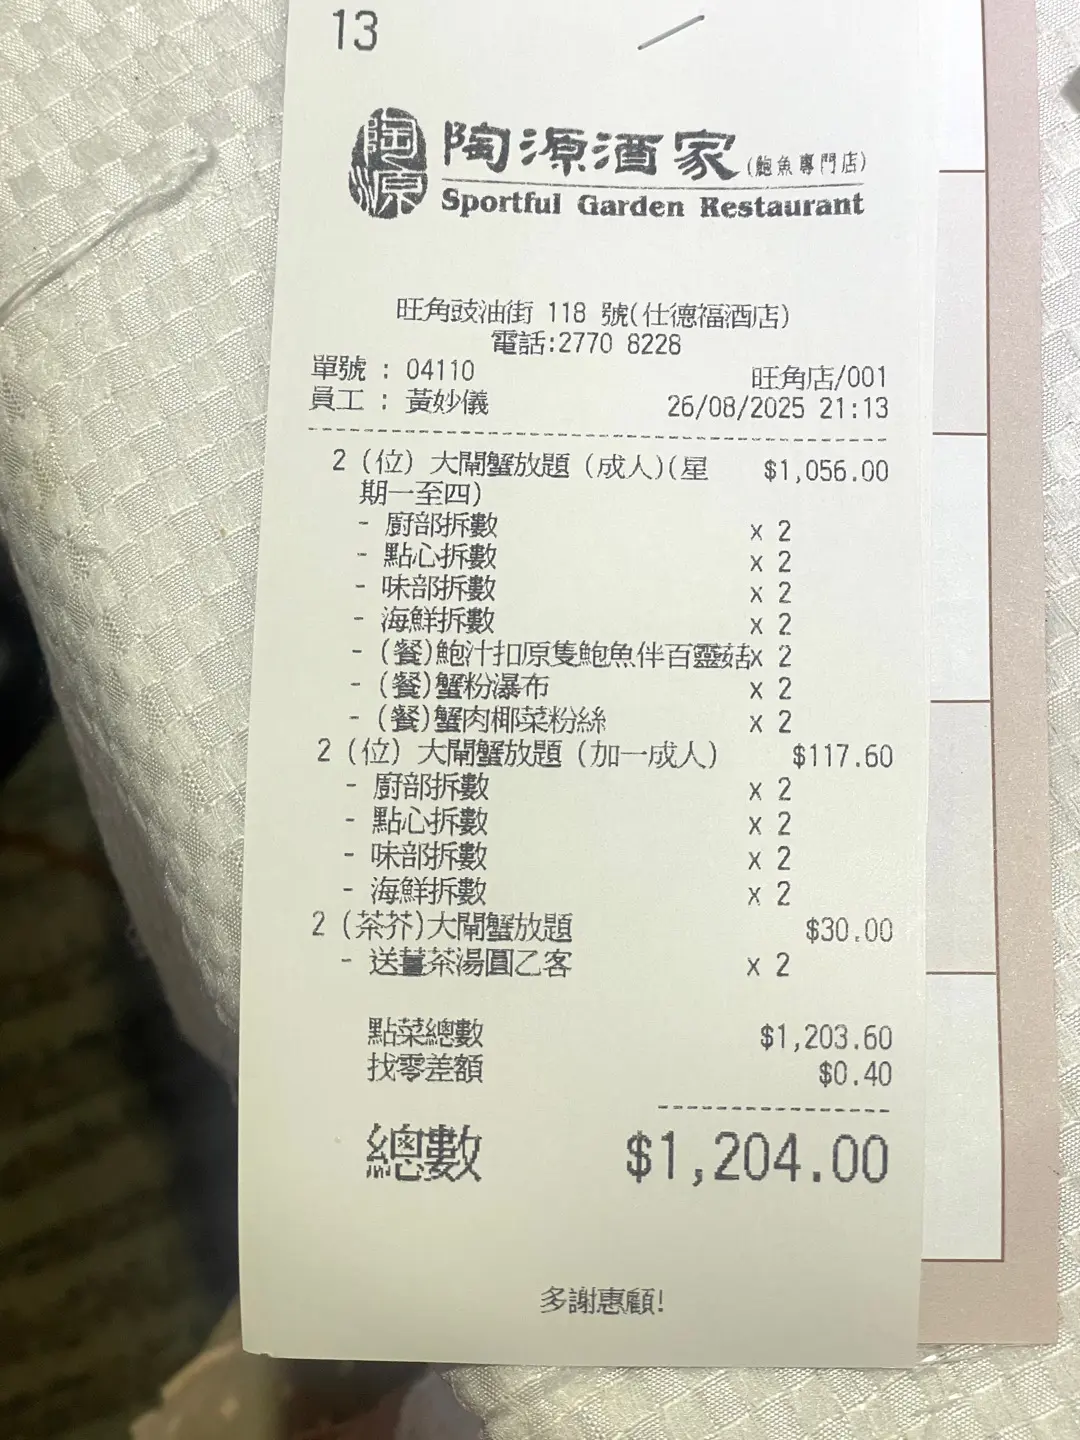 13
陶源
陶源酒家(鮑魚專門店)
Sportful Garden Restaurant
旺角豉油街 118 號(仕德福酒店)
電話:2770 8228
單號 : 04110 旺角店/001
員工 : 黃妙儀 26/08/2025 21:13
2 (位) 大閘蟹放題 (成人)(星 $1,056.00
期一至四)
- 廚部拆數 x 2
- 點心拆數 x 2
- 味部拆數 x 2
- 海鮮拆數 x 2
- (餐)鮑汁扣原隻鮑魚伴百靈菇x 2
- (餐)蟹粉瀑布 x 2
- (餐)蟹肉椰菜粉絲 x 2
2 (位) 大閘蟹放題 (加一成人) $117.60
- 廚部拆數 x 2
- 點心拆數 x 2
- 味部拆數 x 2
- 海鮮拆數 x 2
2 (茶芥)大閘蟹放題 $30.00
- 送薑茶湯圓乙客 x 2
點菜總數 $1,203.60
找零差額 $0.40
總數 $1,204.00
多謝惠顧!